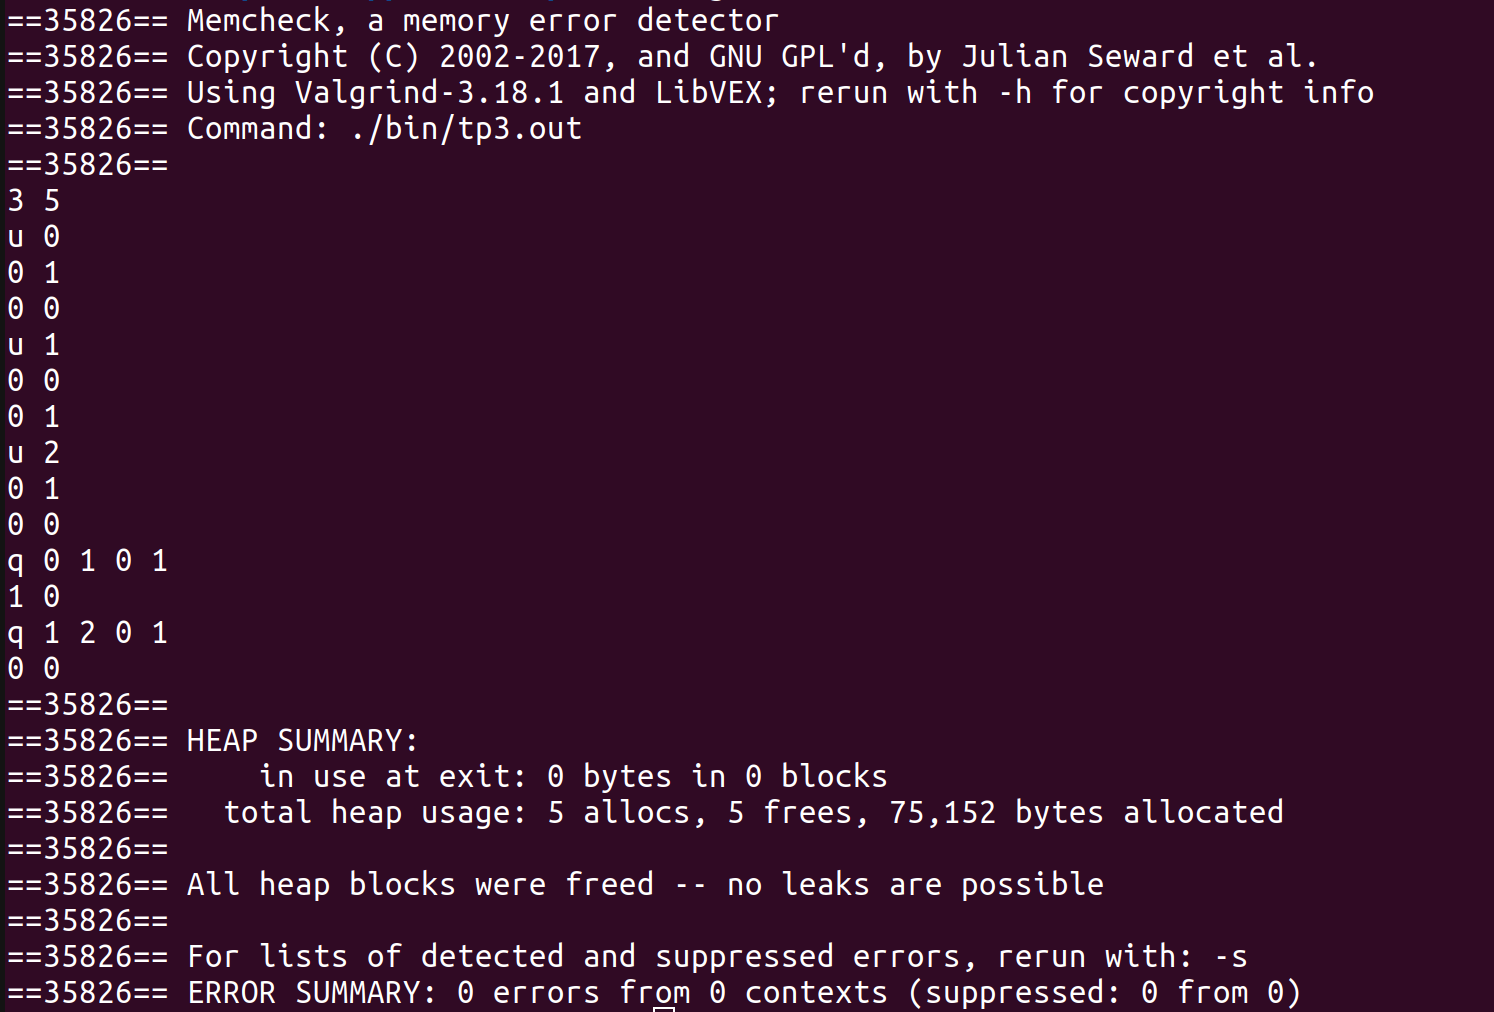 ==35826== Memcheck, a memory error detector
==35826== Copyright (C) 2002-2017, and GNU GPL'd, by Julian Seward et al.
==35826== Using Valgrind-3.18.1 and LibVEX; rerun with -h for copyright info
==35826== Command: ./bin/tp3.out
==35826==
3 5
u 0
0 1
0 0
u 1
0 0
0 1
u 2
0 1
0 0
q 0 1 0 1
1 0
q 1 2 0 1
0 0
==35826==
==35826== HEAP SUMMARY:
==35826==     in use at exit: 0 bytes in 0 blocks
==35826==   total heap usage: 5 allocs, 5 frees, 75,152 bytes allocated
==35826==
==35826== All heap blocks were freed -- no leaks are possible
==35826==
==35826== For lists of detected and suppressed errors, rerun with: -s
==35826== ERROR SUMMARY: 0 errors from 0 contexts (suppressed: 0 from 0)